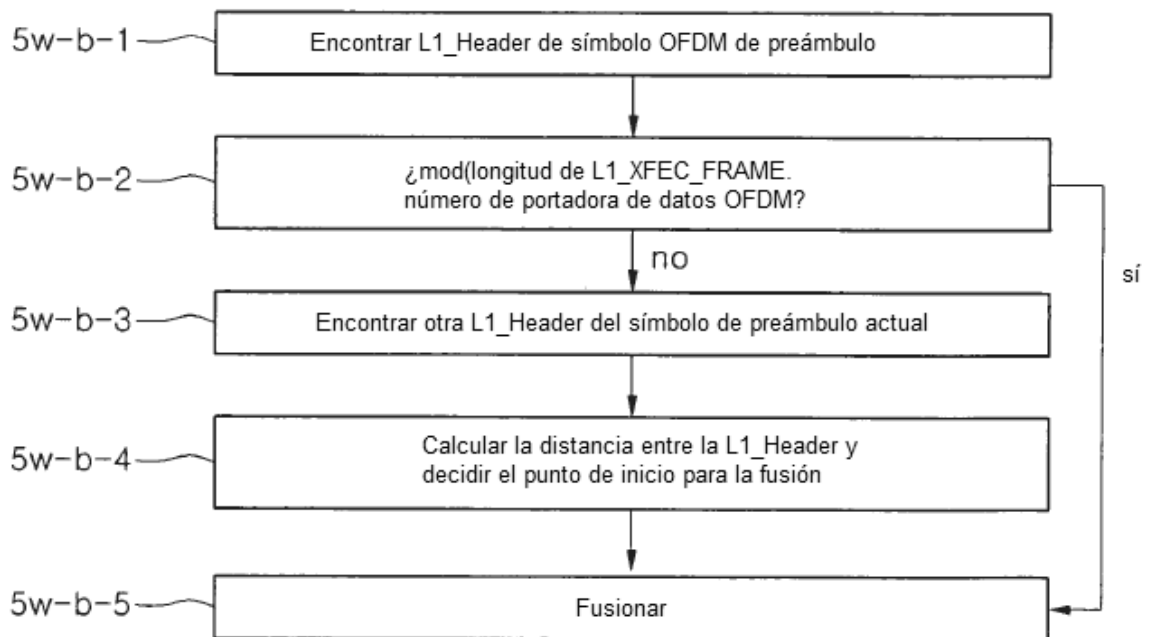 5w-b-1
Encontrar L1_Header de símbolo OFDM de preámbulo
5w-b-2
¿mod(longitud de L1_XFEC_FRAME.
número de portadora de datos OFDM?
no
sí
5w-b-3
Encontrar otra L1_Header del símbolo de preámbulo actual
5w-b-4
Calcular la distancia entre la L1_Header y
decidir el punto de inicio para la fusión
5w-b-5
Fusionar